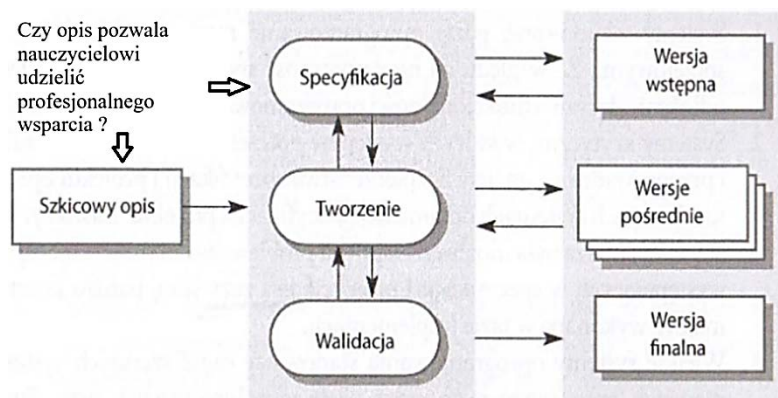 Czy opis pozwala
nauczycielowi
udzielić
profesjonalnego
wsparcia ?
Specyfikacja
Wersja
wstępna
Szkicowy opis
Tworzenie
Wersje
pośrednie
Walidacja
Wersja
finalna